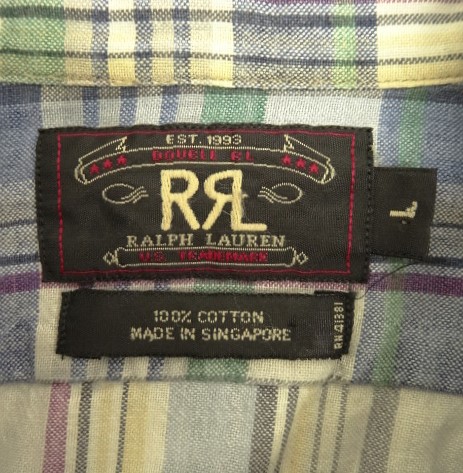 EST. 1993
DOUBLE RL
RRL
RALPH LAUREN
U.S. TRADEMARK
L
100% COTTON
MADE IN SINGAPORE
RN 41381